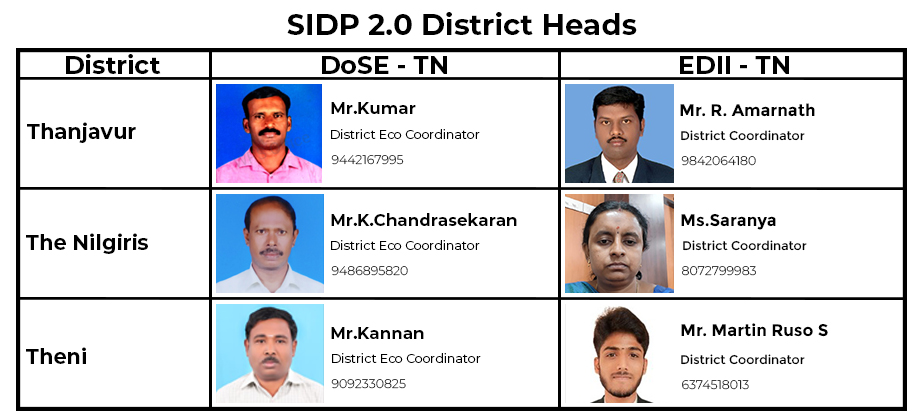 SIDP 2.0 District Heads
District
DoSE - TN
EDII - TN
Thanjavur
Mr.Kumar
District Eco Coordinator
9442167995
Mr. R. Amarnath
District Coordinator
9842064180
The Nilgiris
Mr.K.Chandrasekaran
District Eco Coordinator
9486895820
Ms.Saranya
District Coordinator
8072799983
Theni
Mr.Kannan
District Eco Coordinator
9092330825
Mr. Martin Ruso S
District Coordinator
6374518013